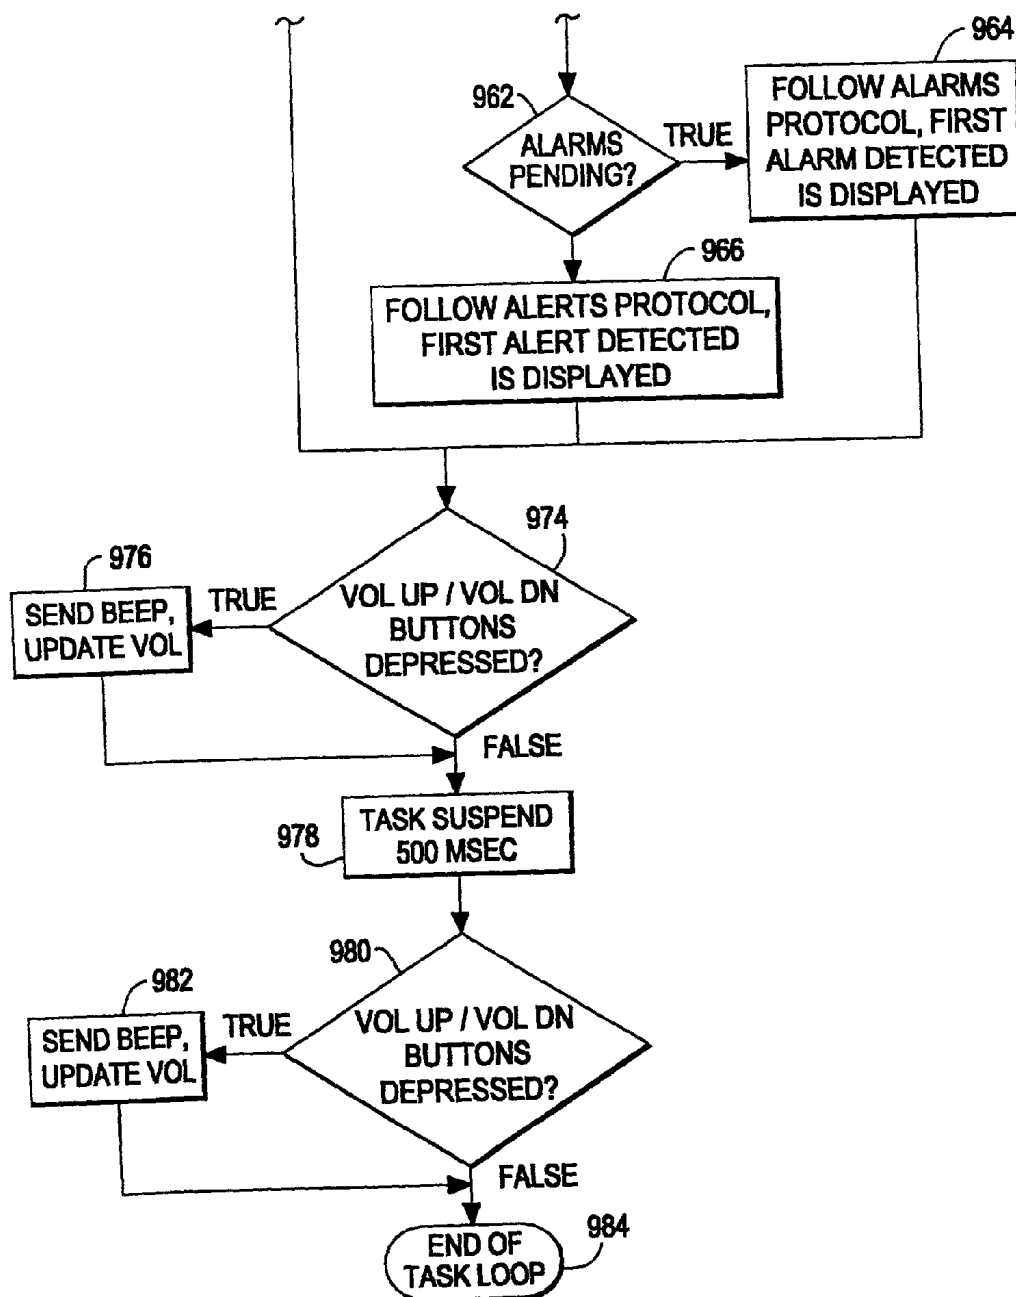 964
962
ALARMS
PENDING?
TRUE
FOLLOW ALARMS
PROTOCOL, FIRST
ALARM DETECTED
IS DISPLAYED
966
FOLLOW ALERTS PROTOCOL,
FIRST ALERT DETECTED
IS DISPLAYED
974
976
SEND BEEP,
UPDATE VOL
TRUE
VOL UP / VOL DN
BUTTONS
DEPRESSED?
FALSE
978
TASK SUSPEND
500 MSEC
980
982
SEND BEEP,
UPDATE VOL
TRUE
VOL UP / VOL DN
BUTTONS
DEPRESSED?
FALSE
984
END OF
TASK LOOP